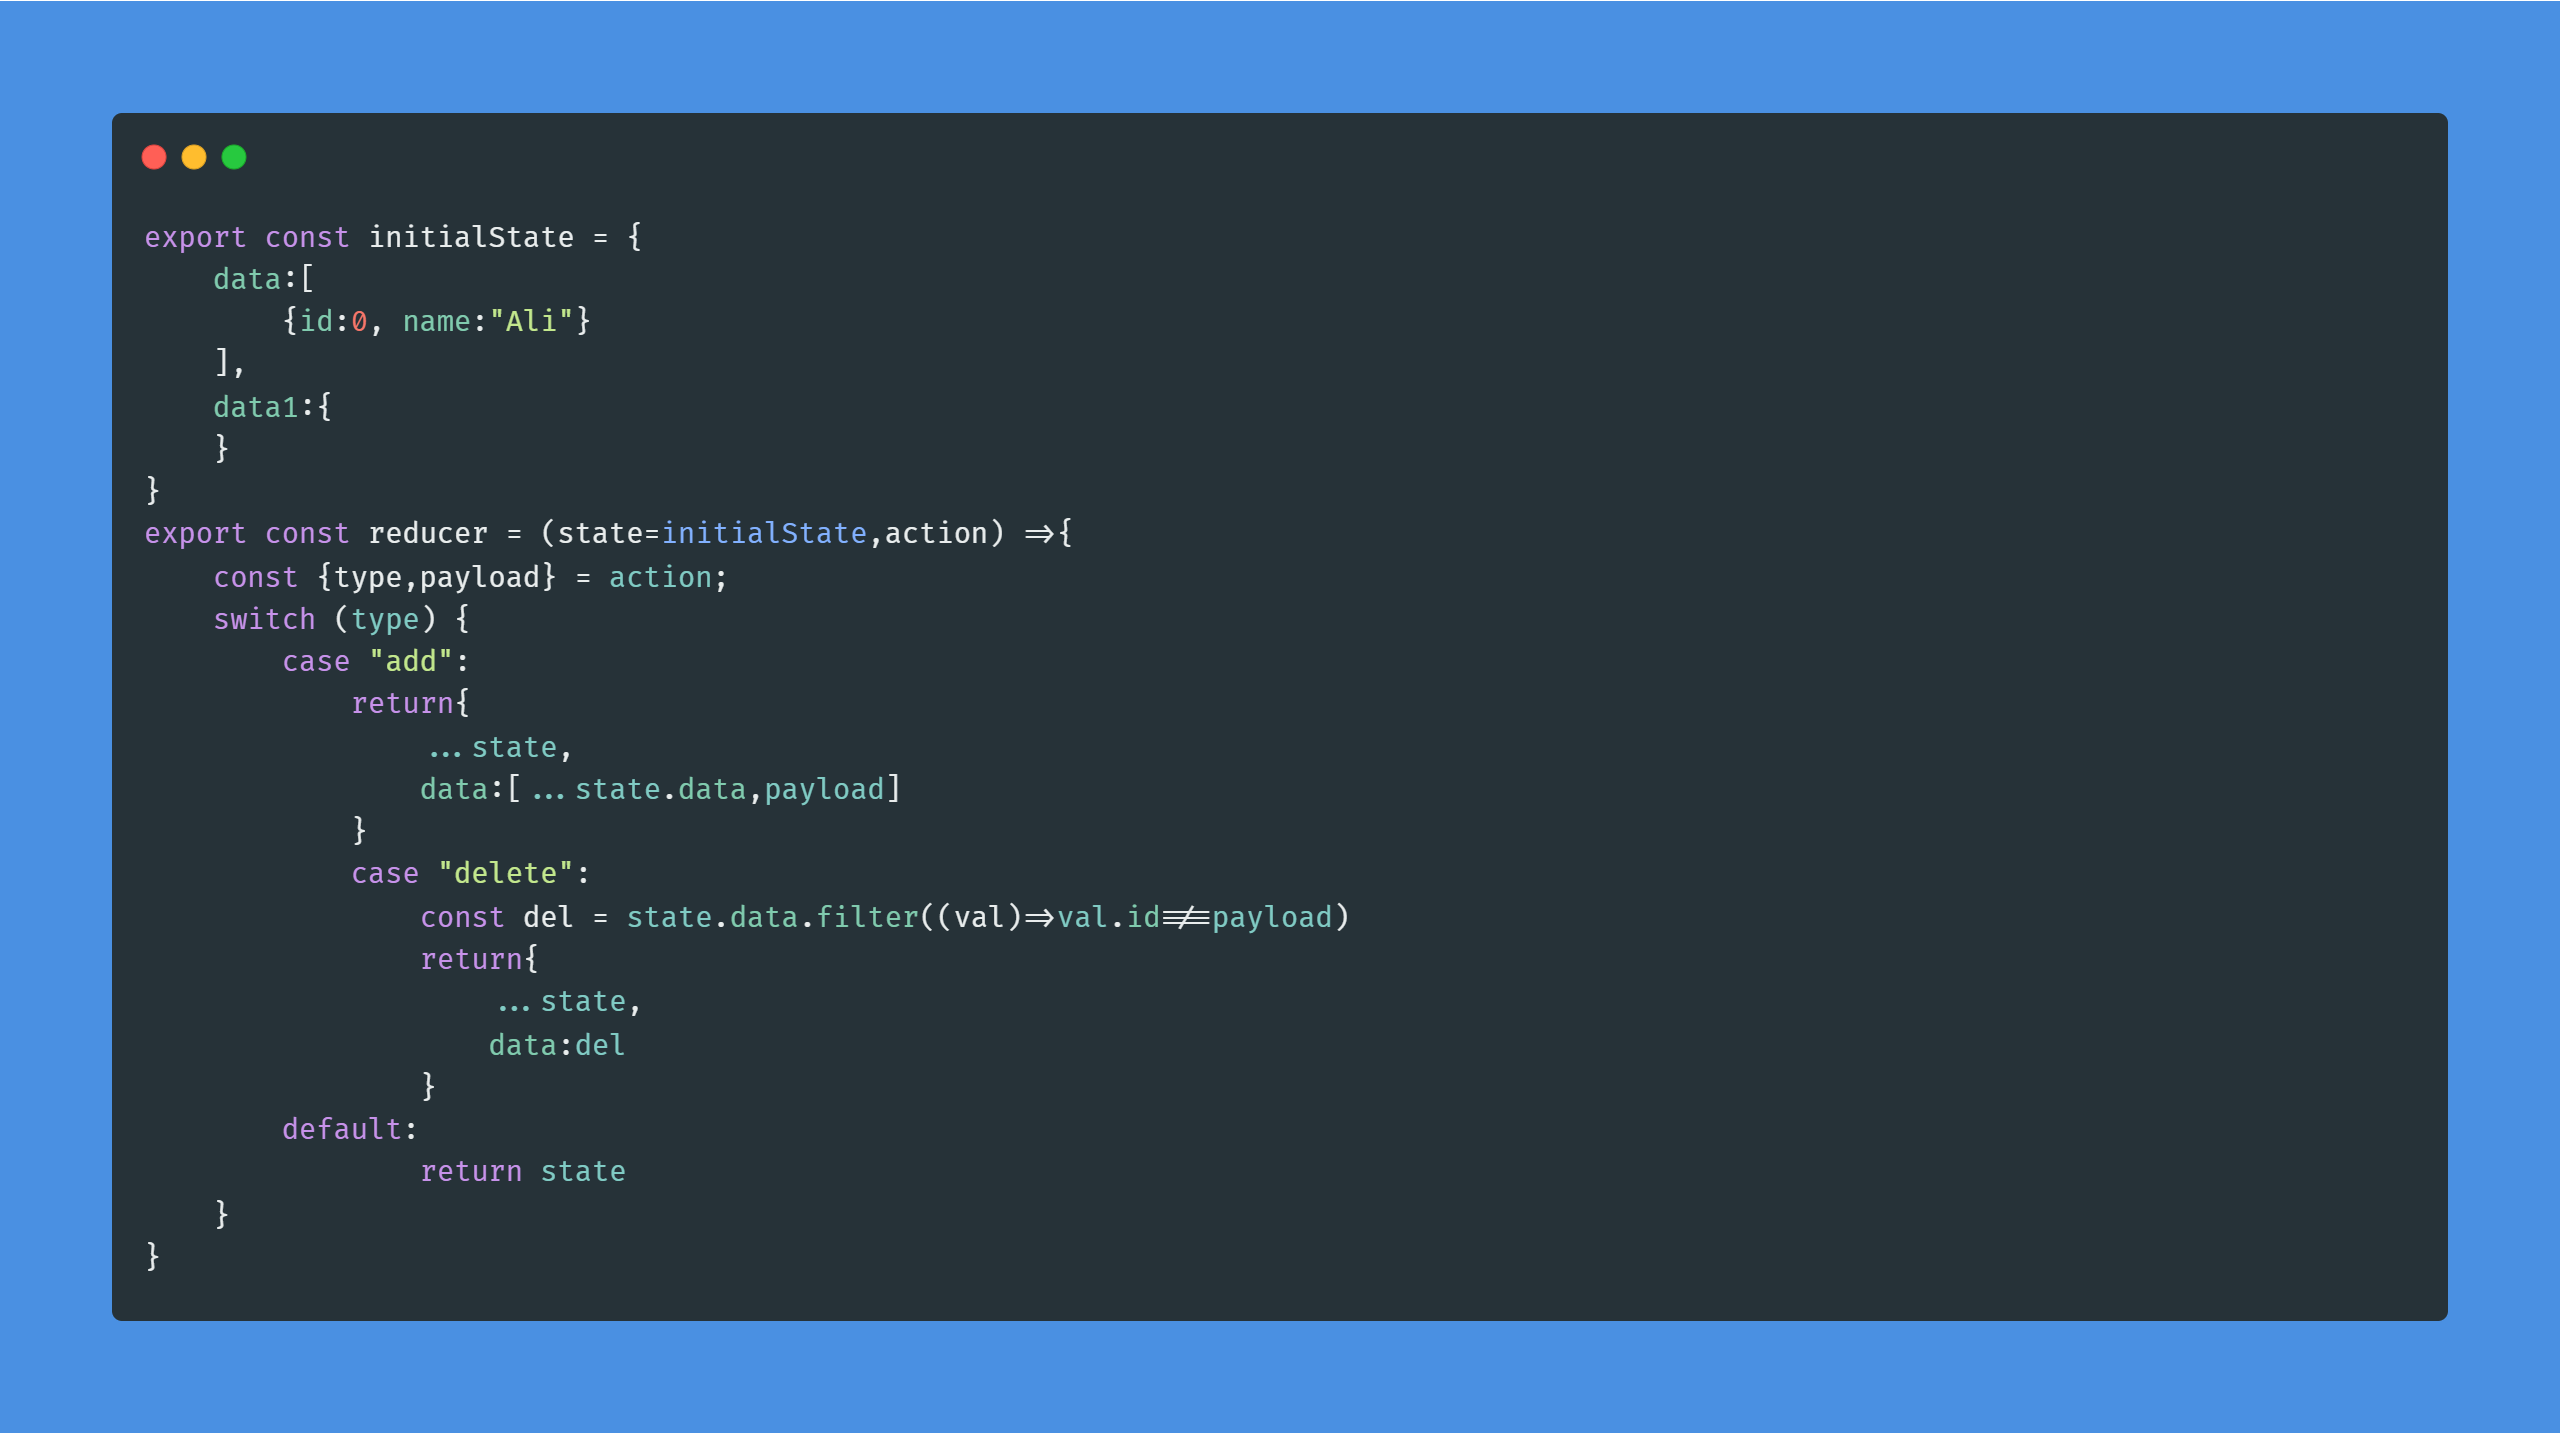 export const initialState = {
    data:[
        {id:0, name:"Ali"}
    ],
    data1:{
    }
}
export const reducer = (state=initialState,action) =>{
    const {type,payload} = action;
    switch (type) {
        case "add":
            return{
                ...state,
                data:[...state.data,payload]
            }
            case "delete":
                const del = state.data.filter((val)=>val.id!==payload)
                return{
                    ...state,
                    data:del
                }
        default:
                return state
    }
}